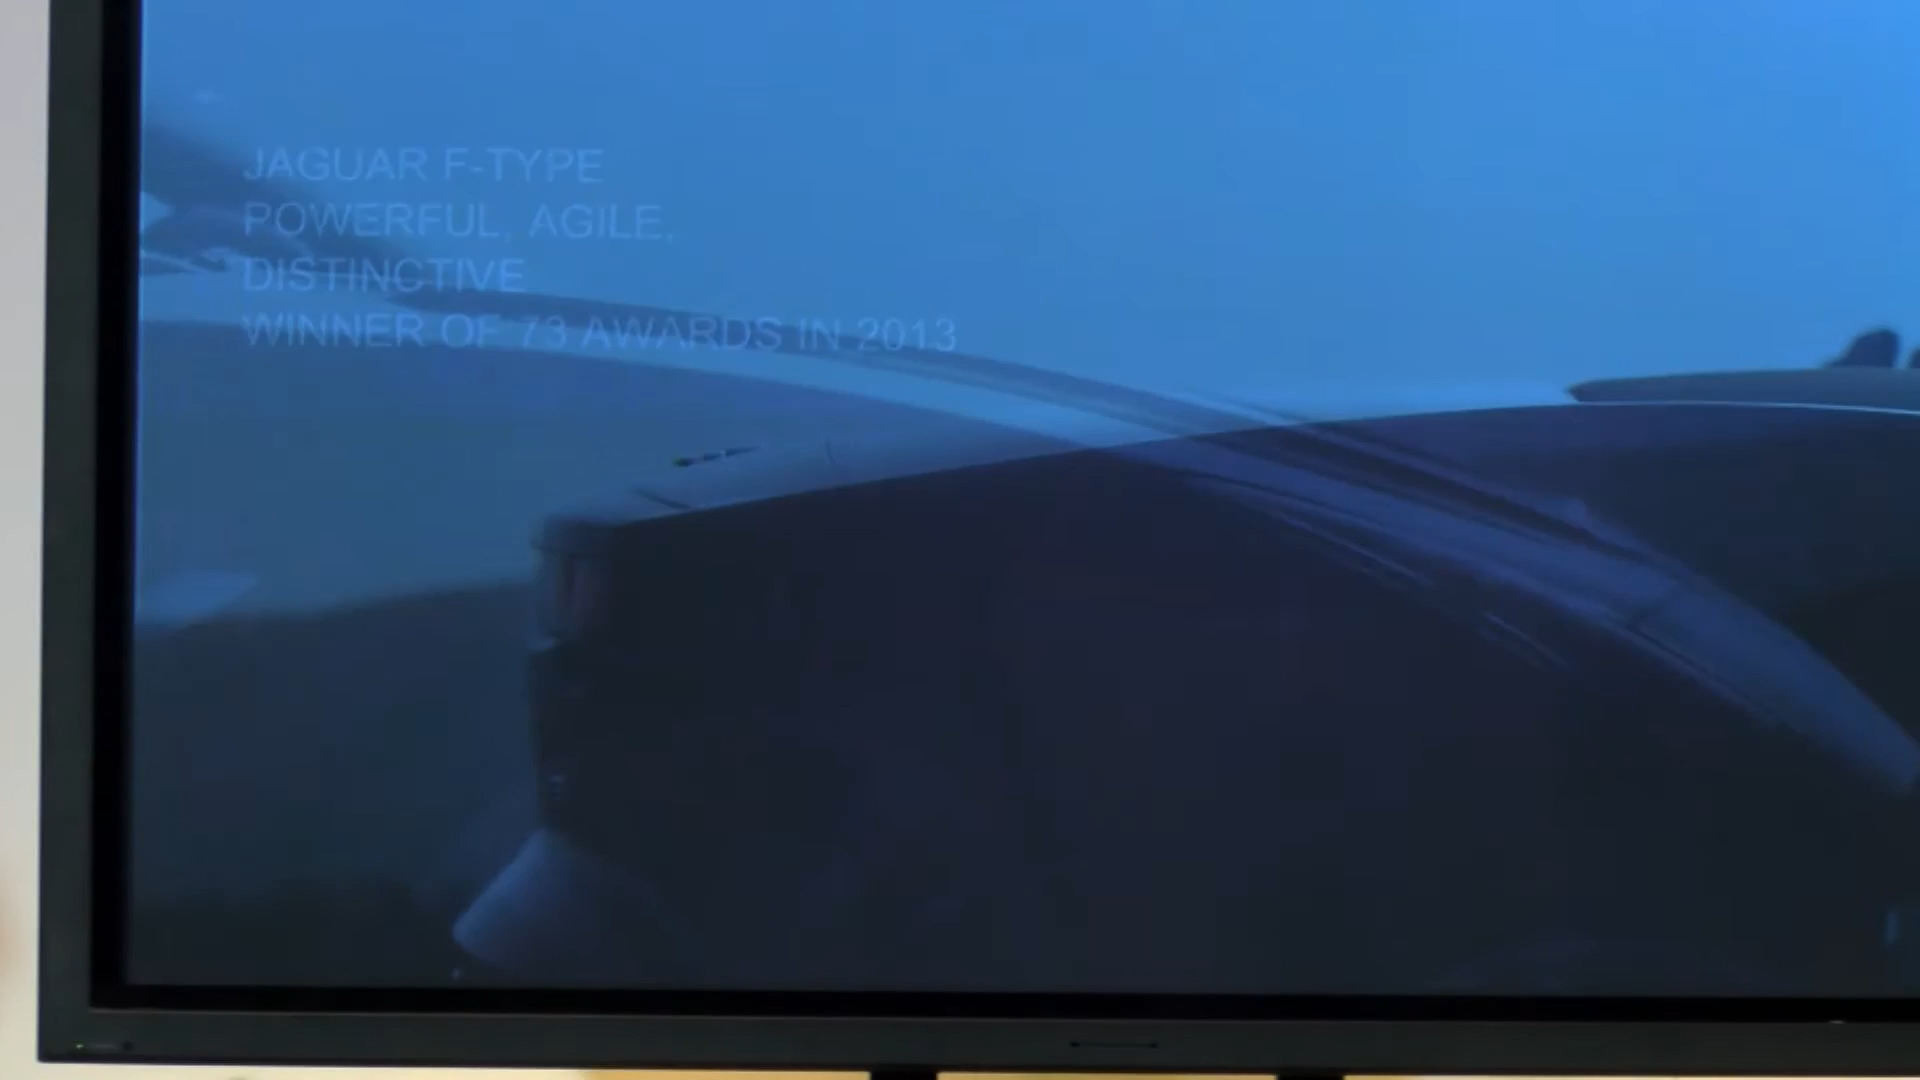 JAGUAR F-TYPE
POWERFUL, AGILE,
DISTINCTIVE
WINNER OF 73 AWARDS IN 2013